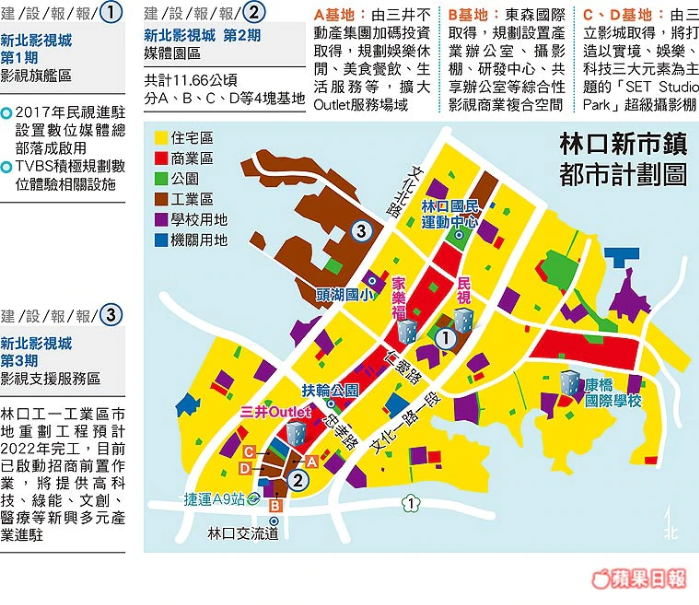 建/設/報/報/1
新北影視城
第1期
影視旗艦區
2017年民視進駐
設置數位媒體總
部落成啟用
TVBS積極規劃數
位體驗相關設施
建/設/報/報/2
新北影視城 第2期
媒體園區
共計11.66公頃
分A、B、C、D等4塊基地
A基地：由三井不
動產集團加碼投資
取得，規劃娛樂休
閒、美食餐飲、生
活服務等，擴大
Outlet服務場域
B基地：東森國際
取得，規劃設置產
業辦公室、攝影
棚、研發中心、共
享辦公室等綜合性
影視商業複合空間
C、D基地：由三
立影城取得，將打
造以實境、娛樂、
科技三大元素為主
題的「SET Studio
Park」超級攝影棚
建/設/報/報/3
新北影視城
第3期
影視支援服務區
林口工一工業區市
地重劃工程預計
2022年完工，目前
已啟動招商前置作
業，將提供高科
技、綠能、文創、
醫療等新興多元產
業進駐
林口新市鎮
都市計劃圖
住宅區
商業區
公園
工業區
學校用地
機關用地
文化北路
林口國民
運動中心
3
頭湖國小
家樂福
民視
1
仁愛路
扶輪公園
康橋
國際學校
三井Outlet
忠孝路
文化一路一段
C
D
A
2
B
捷運A9站
1
林口交流道
北
蘋果日報